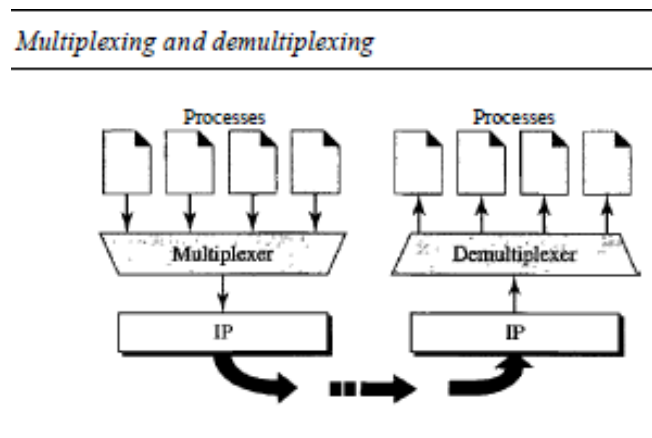 Multiplexing and demultiplexing
Processes
Processes
Multiplexer
Demultiplexer
IP
IP